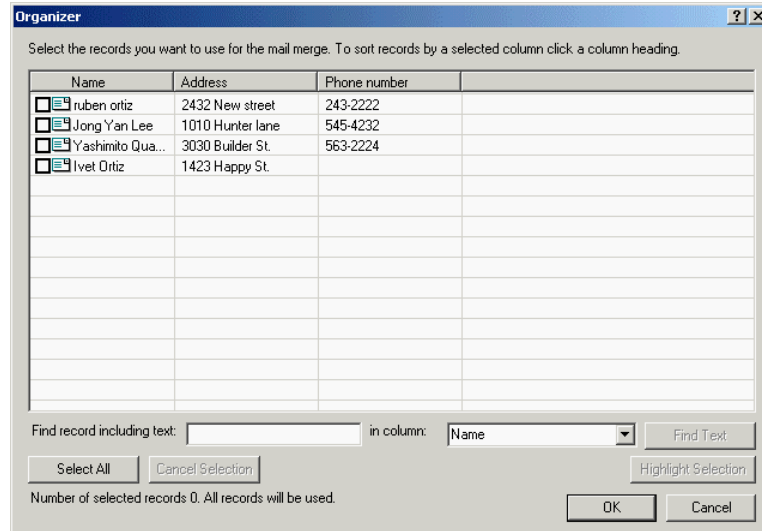 Organizer
Select the records you want to use for the mail merge. To sort records by a selected column click a column heading.
Name Address Phone number
ruben ortiz 2432 New street 243-2222
Jong Yan Lee 1010 Hunter lane 545-4232
Yashimito Qua... 3030 Builder St. 563-2224
Ivet Ortiz 1423 Happy St.
Find record including text: in column: Name Find Text
Select All Cancel Selection Highlight Selection
Number of selected records 0. All records will be used.
OK Cancel